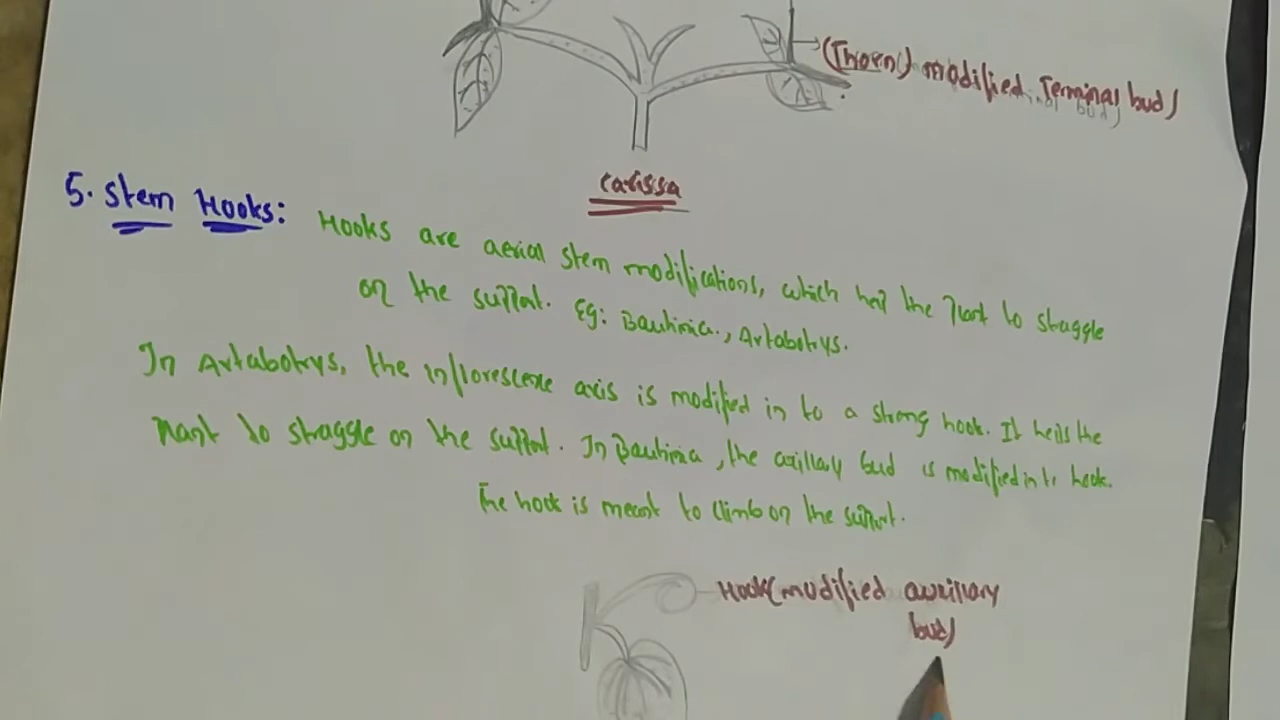 (Thorn) modified Terminal bud)
Carissa
5. Stem Hooks:
Hooks are aerial stem modifications, which help the Plant to straggle
on the support. Eg: Bauhinia., Artabotrys.
In Artabotrys, the inflorescence axis is modified in to a strong hook. It helps the
Plant to straggle on the support. In Bauhinia, the axillary bud is modified in to hook.
The hook is meant to climb on the support.
Hook(modified auxillary
bud)